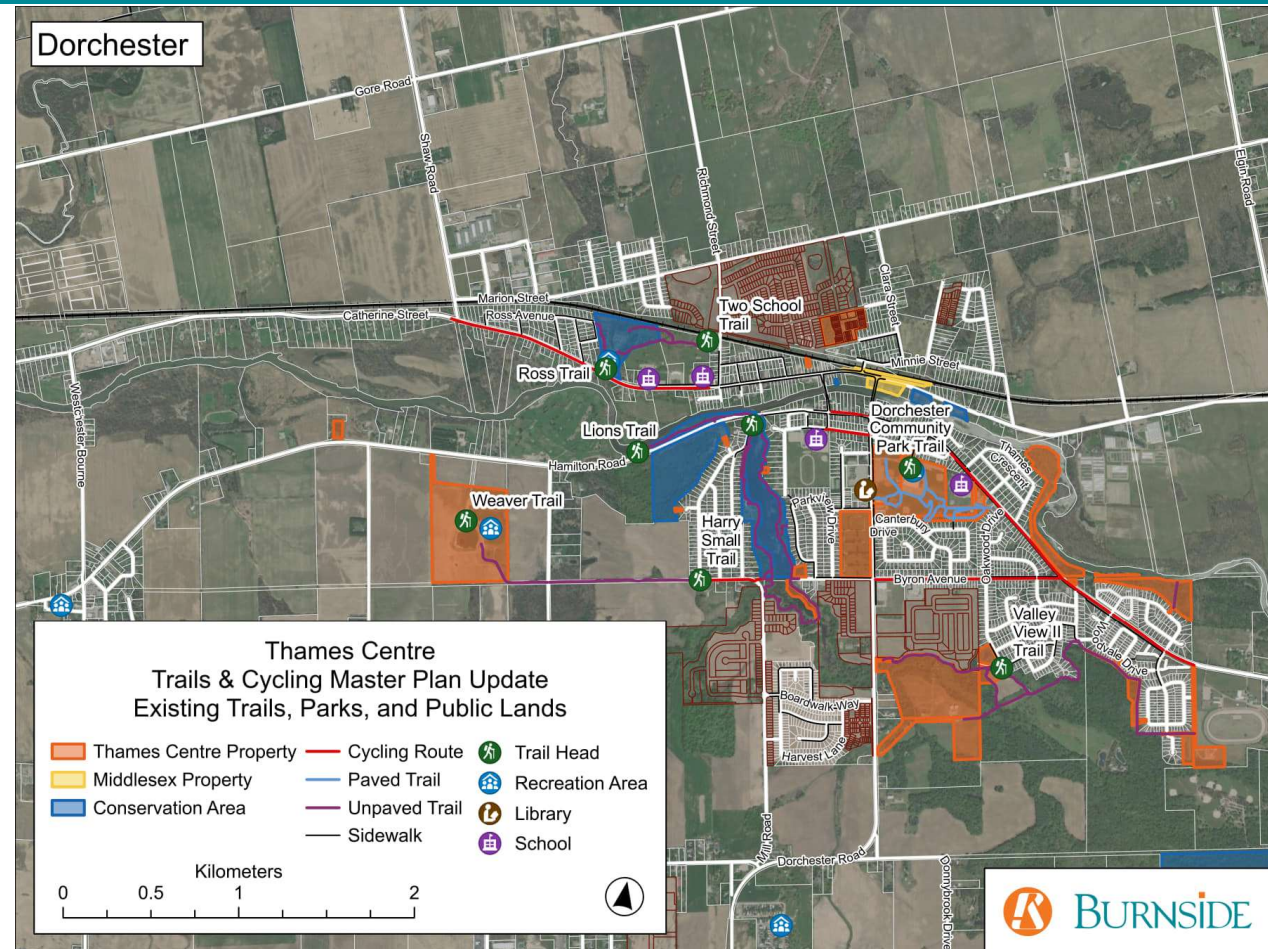 Dorchester
Gore Road
Shaw Road
Richmond Street
Elgin Road
Clara Street
Marion Street
Catherine Street
Ross Avenue
Two School
Trail
Minnie Street
Ross Trail
Westchester Bourne
Dorchester
Community
Park Trail
Thames
Crescent
Lions Trail
Hamilton Road
Weaver Trail
Parkview Drive
Harry
Small
Trail
Canterbury
Drive
Oakwood Drive
Byron Avenue
Valley
View II
Trail
Woodvale Drive
Boardwalk Way
Harvest Lane
Mill Road
Dorchester Road
Donnybrook Drive
Thames Centre
Trails & Cycling Master Plan Update
Existing Trails, Parks, and Public Lands
Thames Centre Property
Middlesex Property
Conservation Area
Cycling Route
Paved Trail
Unpaved Trail
Sidewalk
Trail Head
Recreation Area
Library
School
Kilometers
0 0.5 1 2
BURNSIDE